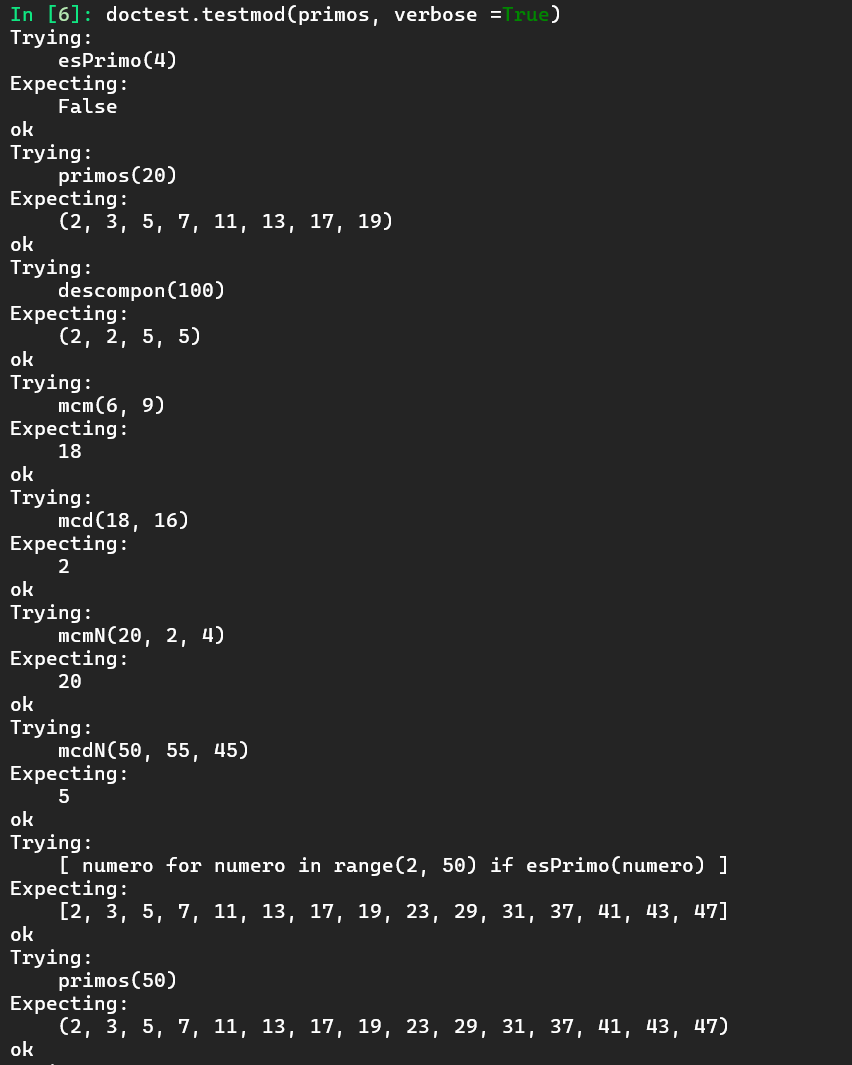 In [6]: doctest.testmod(primos, verbose =True)
Trying:
    esPrimo(4)
Expecting:
    False
ok
Trying:
    primos(20)
Expecting:
    (2, 3, 5, 7, 11, 13, 17, 19)
ok
Trying:
    descompon(100)
Expecting:
    (2, 2, 5, 5)
ok
Trying:
    mcm(6, 9)
Expecting:
    18
ok
Trying:
    mcd(18, 16)
Expecting:
    2
ok
Trying:
    mcmN(20, 2, 4)
Expecting:
    20
ok
Trying:
    mcdN(50, 55, 45)
Expecting:
    5
ok
Trying:
    [ numero for numero in range(2, 50) if esPrimo(numero) ]
Expecting:
    [2, 3, 5, 7, 11, 13, 17, 19, 23, 29, 31, 37, 41, 43, 47]
ok
Trying:
    primos(50)
Expecting:
    (2, 3, 5, 7, 11, 13, 17, 19, 23, 29, 31, 37, 41, 43, 47)
ok